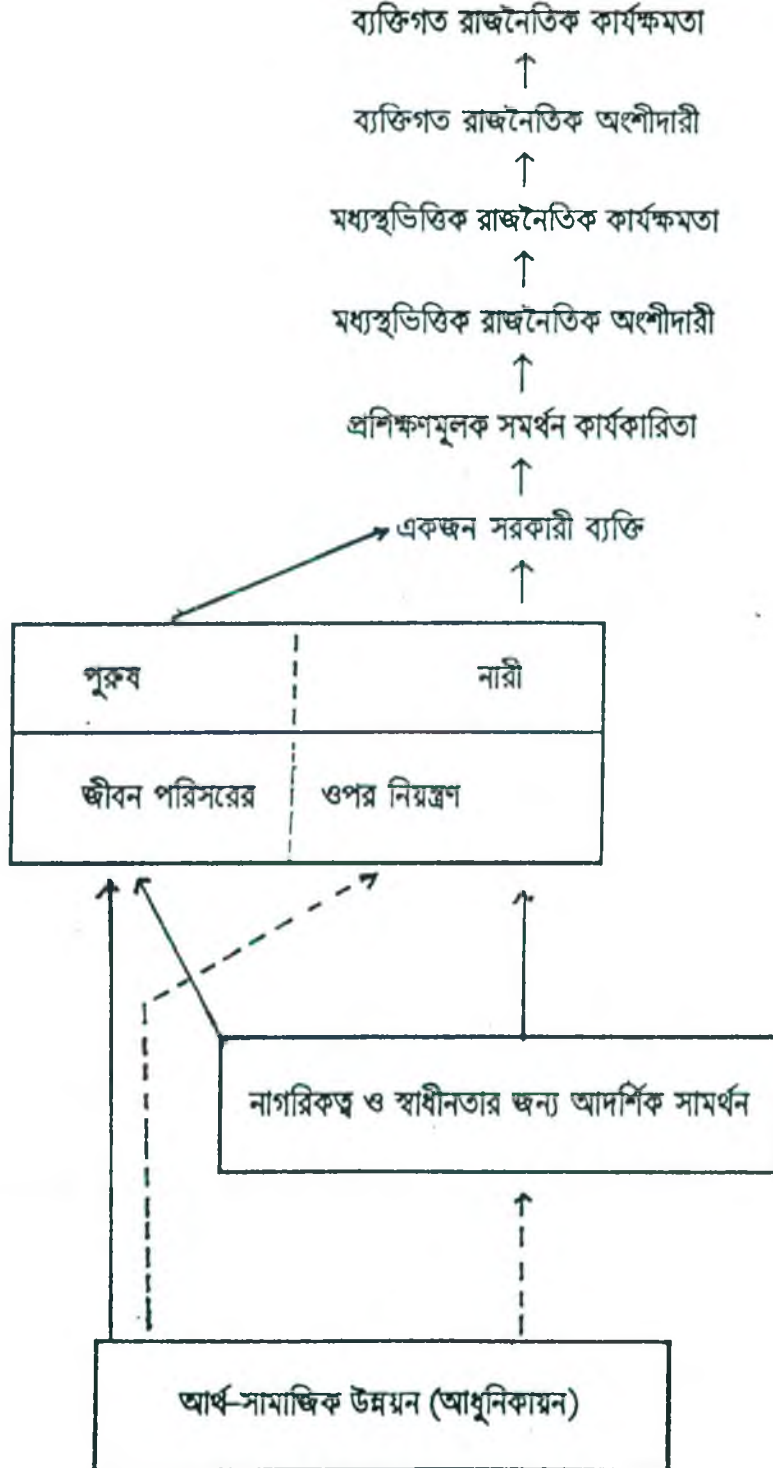 ব্যক্তিগত রাজনৈতিক কার্যক্ষমতা
ব্যক্তিগত রাজনৈতিক অংশীদারী
মধ্যস্থভিত্তিক রাজনৈতিক কার্যক্ষমতা
মধ্যস্থভিত্তিক রাজনৈতিক অংশীদারী
প্রশিক্ষণমূলক সমর্থন কার্যকারিতা
একজন সরকারী ব্যক্তি
পুরুষ নারী
জীবন পরিসরের ওপর নিয়ন্ত্রণ
নাগরিকত্ব ও স্বাধীনতার জন্য আদর্শিক সামর্থন
আর্থ-সামাজিক উন্নয়ন (আধুনিকায়ন)